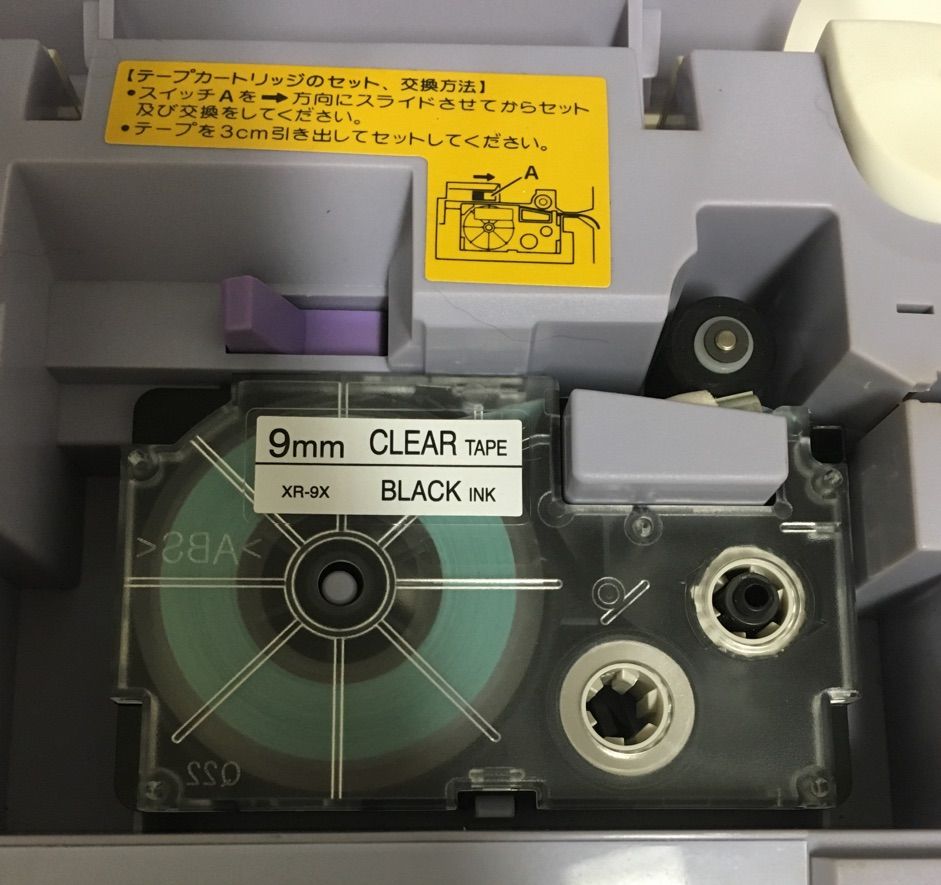 【テープカートリッジのセット、交換方法】
•スイッチAを➡方向にスライドさせてからセット
及び交換をしてください。
•テープを3cm引き出してセットしてください。
A
9mm CLEAR TAPE
XR-9X BLACK INK
>ABS<
Q22